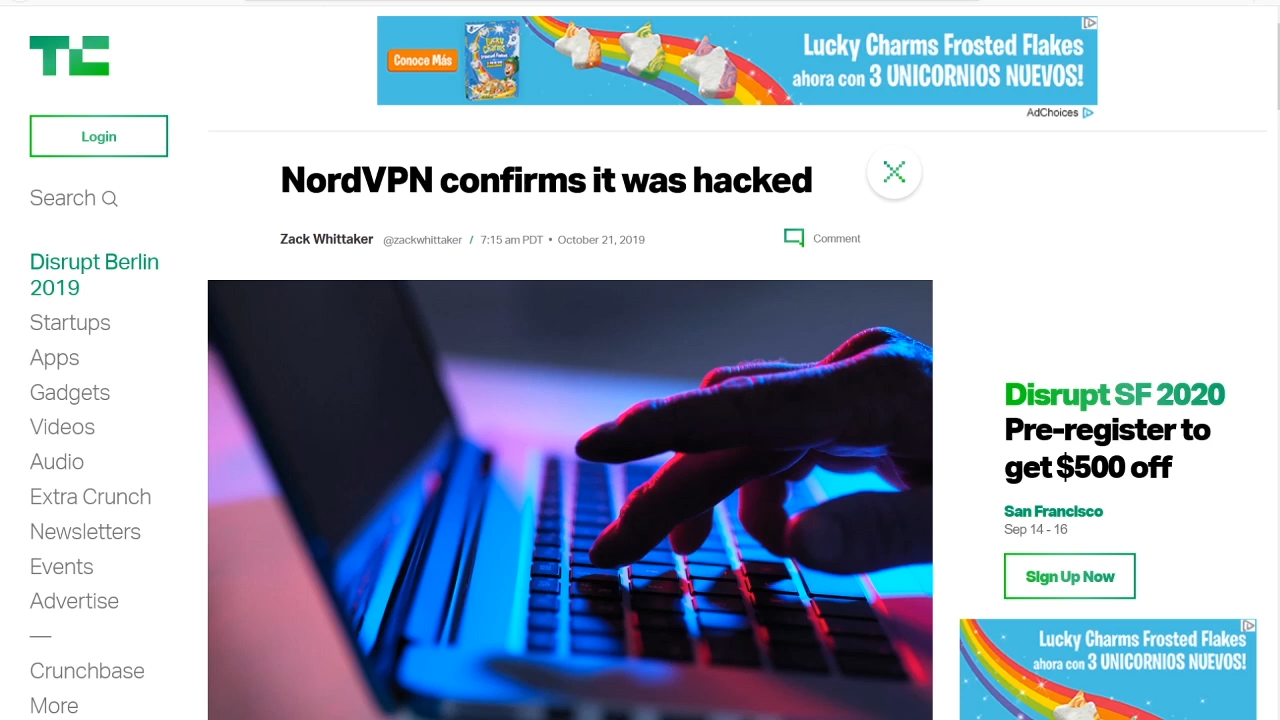 TC
Conoce Más
Lucky Charms Frosted Flakes
ahora con 3 UNICORNIOS NUEVOS!
AdChoices
Login
Search
Disrupt Berlin
2019
Startups
Apps
Gadgets
Videos
Audio
Extra Crunch
Newsletters
Events
Advertise
—
Crunchbase
More
NordVPN confirms it was hacked
Zack Whittaker @zackwhittaker / 7:15 am PDT • October 21, 2019
Comment
Disrupt SF 2020
Pre-register to
get $500 off
San Francisco
Sep 14 - 16
Sign Up Now
Lucky Charms Frosted Flakes
ahora con 3 UNICORNIOS NUEVOS!